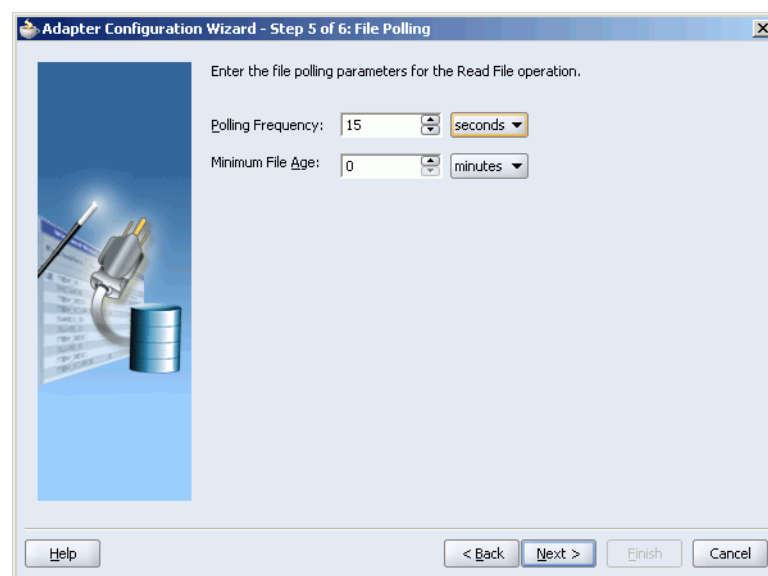 Adapter Configuration Wizard - Step 5 of 6: File Polling
Enter the file polling parameters for the Read File operation.
Polling Frequency: 15 seconds
Minimum File Age: 0 minutes
Help < Back Next > Finish Cancel